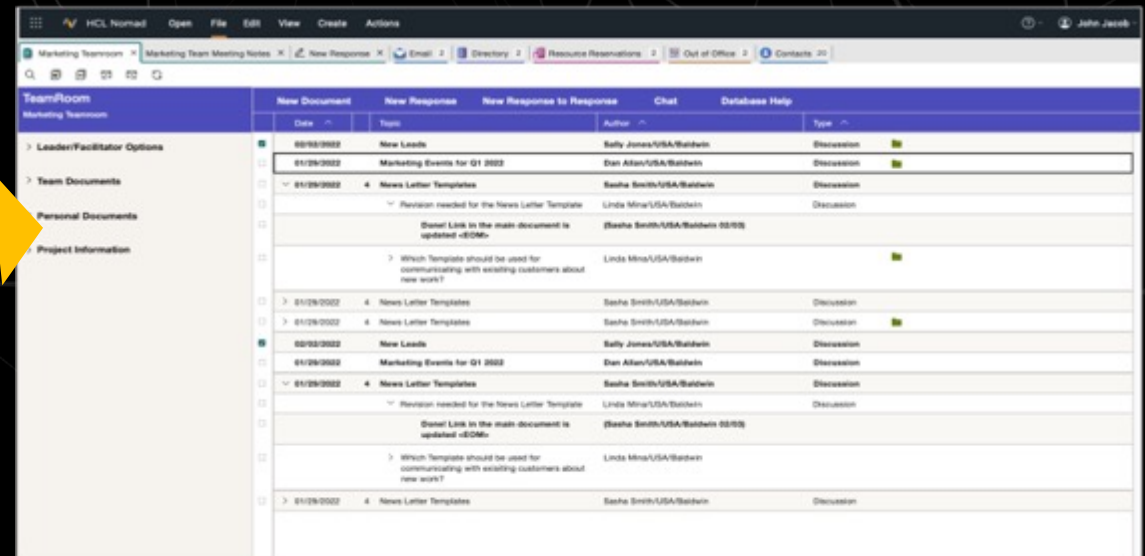 HCL Nomad Open File Edit View Create Actions John Jacob
Marketing Teamroom Marketing Team Meeting Notes New Response Email 2 Directory 2 Resource Reservations 2 Out of Office 2 Contacts 20
TeamRoom
Marketing Teamroom
Leader/Facilitator Options
Team Documents
Personal Documents
Project Information
New Document New Response New Response to Response Chat Database Help
Date Topic Author Type
02/02/2022 New Leads Sally Jones/USA/Baldwin Discussion
01/29/2022 Marketing Events for Q1 2022 Dan Allan/USA/Baldwin Discussion
01/29/2022 4 News Letter Templates Sasha Smith/USA/Baldwin Discussion
Revision needed for the News Letter Template Linda Mina/USA/Baldwin Discussion
Done! Link in the main document is (Sasha Smith/USA/Baldwin 02/03)
updated <EOM>
Which Template should be used for Linda Mina/USA/Baldwin
communicating with exisiting customers about
new work?
01/29/2022 4 News Letter Templates Sasha Smith/USA/Baldwin Discussion
01/29/2022 4 News Letter Templates Sasha Smith/USA/Baldwin Discussion
02/02/2022 New Leads Sally Jones/USA/Baldwin Discussion
01/29/2022 Marketing Events for Q1 2022 Dan Allan/USA/Baldwin Discussion
01/29/2022 4 News Letter Templates Sasha Smith/USA/Baldwin Discussion
Revision needed for the News Letter Template Linda Mina/USA/Baldwin Discussion
Done! Link in the main document is (Sasha Smith/USA/Baldwin 02/03)
updated <EOM>
Which Template should be used for Linda Mina/USA/Baldwin
communicating with exisiting customers about
new work?
01/29/2022 4 News Letter Templates Sasha Smith/USA/Baldwin Discussion